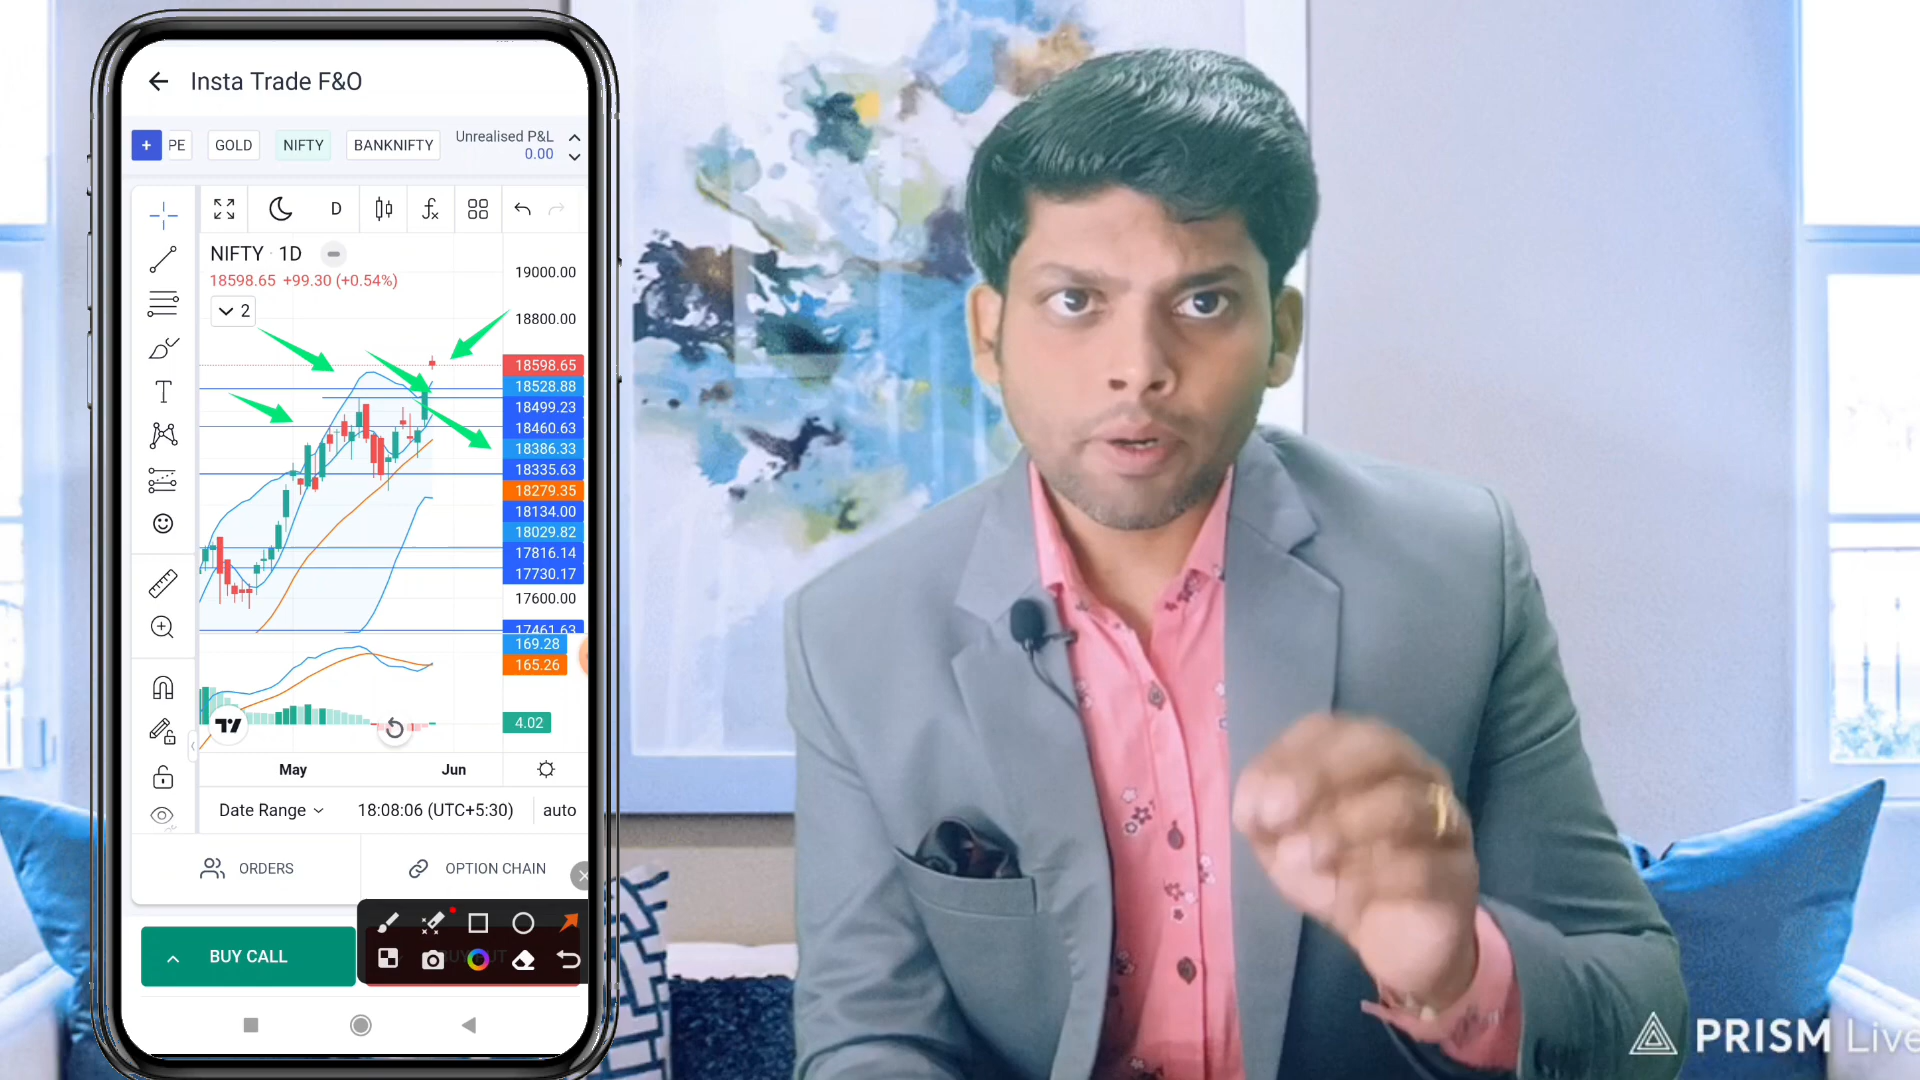 Insta Trade F&O
+ PE GOLD NIFTY BANKNIFTY Unrealised P&L
0.00
D
NIFTY · 1D
18598.65 +99.30 (+0.54%)
2
19000.00
18800.00
18598.65
18528.88
18499.23
18460.63
18386.33
18335.63
18279.35
18134.00
18029.82
17816.14
17730.17
17600.00
17461.63
169.28
165.26
4.02
May Jun
Date Range 18:08:06 (UTC+5:30) auto
ORDERS OPTION CHAIN
BUY CALL
PRISM Live